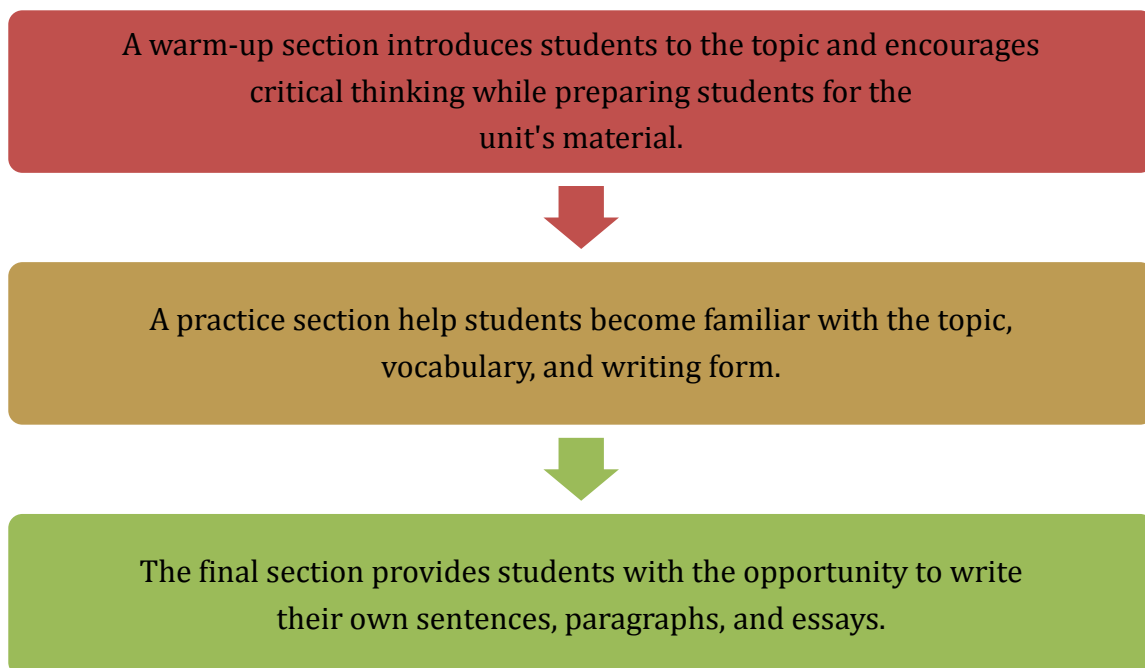 A warm-up section introduces students to the topic and encourages
critical thinking while preparing students for the
unit's material.
A practice section help students become familiar with the topic,
vocabulary, and writing form.
The final section provides students with the opportunity to write
their own sentences, paragraphs, and essays.